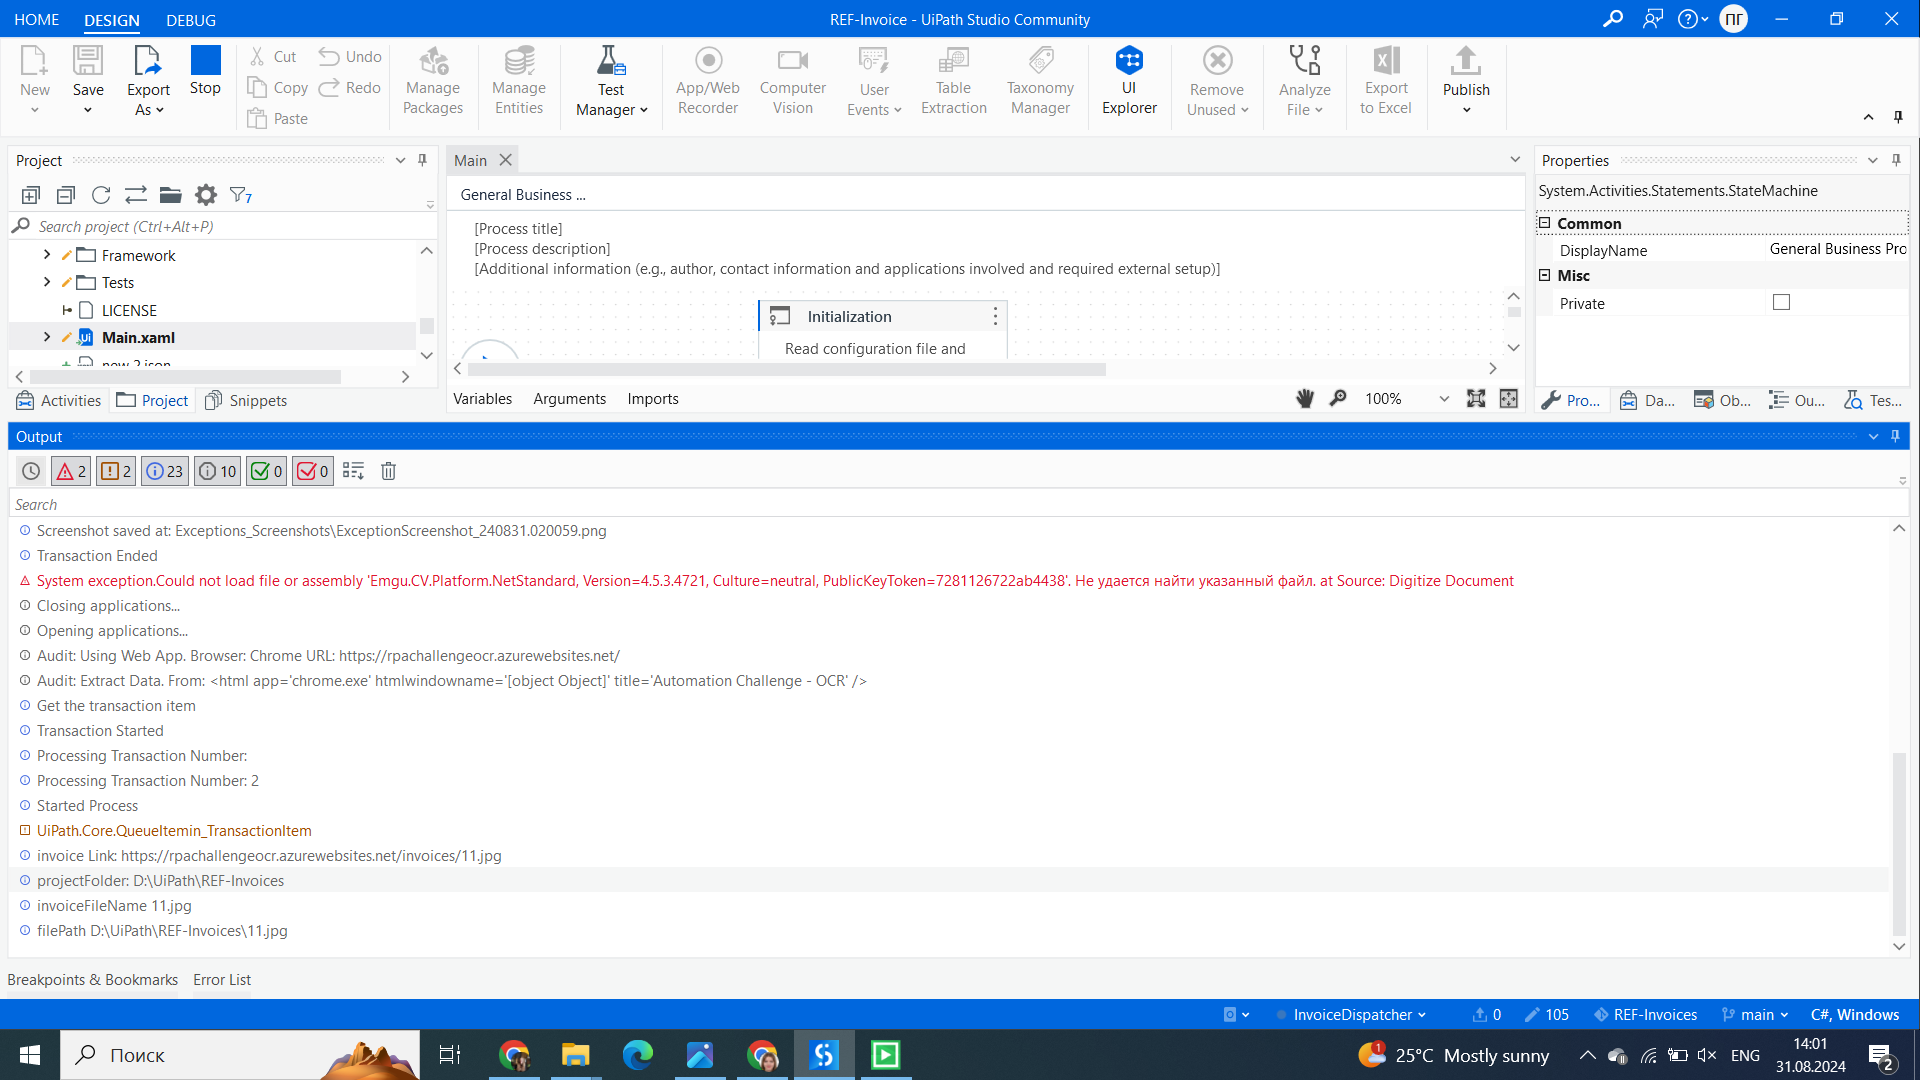 HOME DESIGN DEBUG REF-Invoice - UiPath Studio Community ПГ
New Save Export As Stop Cut Copy Paste Undo Redo Manage Packages Manage Entities Test Manager App/Web Recorder Computer Vision User Events Table Extraction Taxonomy Manager UI Explorer Remove Unused Analyze File Export to Excel Publish
Project
7
Search project (Ctrl+Alt+P)
Framework
Tests
LICENSE
Main.xaml
new 2.json
Activities Project Snippets
Main
General Business ...
[Process title]
[Process description]
[Additional information (e.g., author, contact information and applications involved and required external setup)]
Initialization
Read configuration file and
Variables Arguments Imports 100%
Properties
System.Activities.Statements.StateMachine
Common
DisplayName General Business Pro
Misc
Private
Pro... Da... Ob... Ou... Tes...
Output
2 2 23 10 0 0
Search
Screenshot saved at: Exceptions_Screenshots\ExceptionScreenshot_240831.020059.png
Transaction Ended
System exception.Could not load file or assembly 'Emgu.CV.Platform.NetStandard, Version=4.5.3.4721, Culture=neutral, PublicKeyToken=7281126722ab4438'. Не удается найти указанный файл. at Source: Digitize Document
Closing applications...
Opening applications...
Audit: Using Web App. Browser: Chrome URL: https://rpachallengeocr.azurewebsites.net/
Audit: Extract Data. From: <html app='chrome.exe' htmlwindowname='[object Object]' title='Automation Challenge - OCR' />
Get the transaction item
Transaction Started
Processing Transaction Number:
Processing Transaction Number: 2
Started Process
UiPath.Core.QueueItemin_TransactionItem
invoice Link: https://rpachallengeocr.azurewebsites.net/invoices/11.jpg
projectFolder: D:\UiPath\REF-Invoices
invoiceFileName 11.jpg
filePath D:\UiPath\REF-Invoices\11.jpg
Breakpoints & Bookmarks Error List
InvoiceDispatcher 0 105 REF-Invoices main C#, Windows
Поиск 1 25°C Mostly sunny ENG 14:01 31.08.2024 2